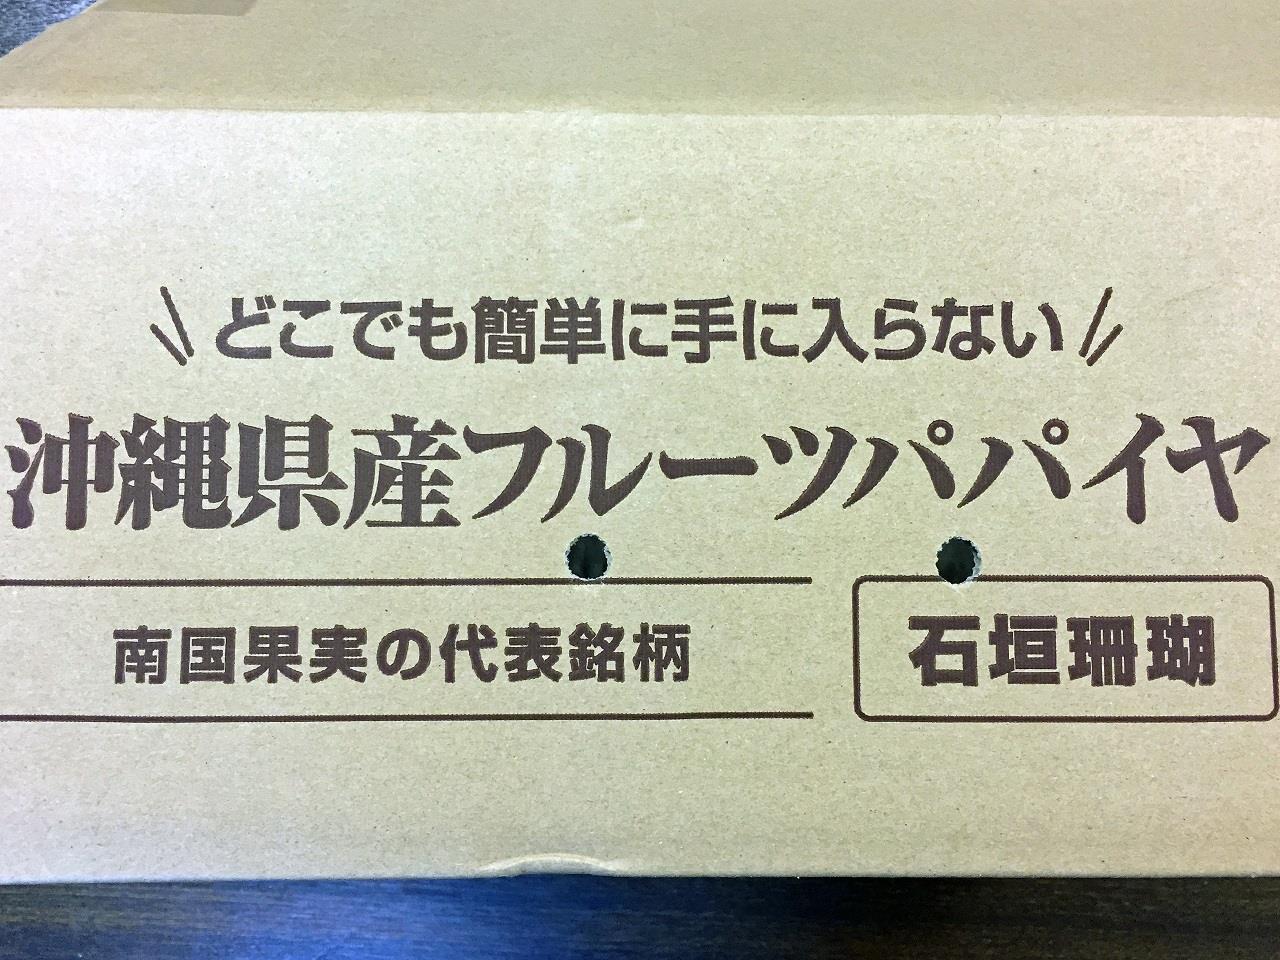 どこでも簡単に手に入らない
沖縄県産フルーツパパイヤ
南国果実の代表銘柄
石垣珊瑚